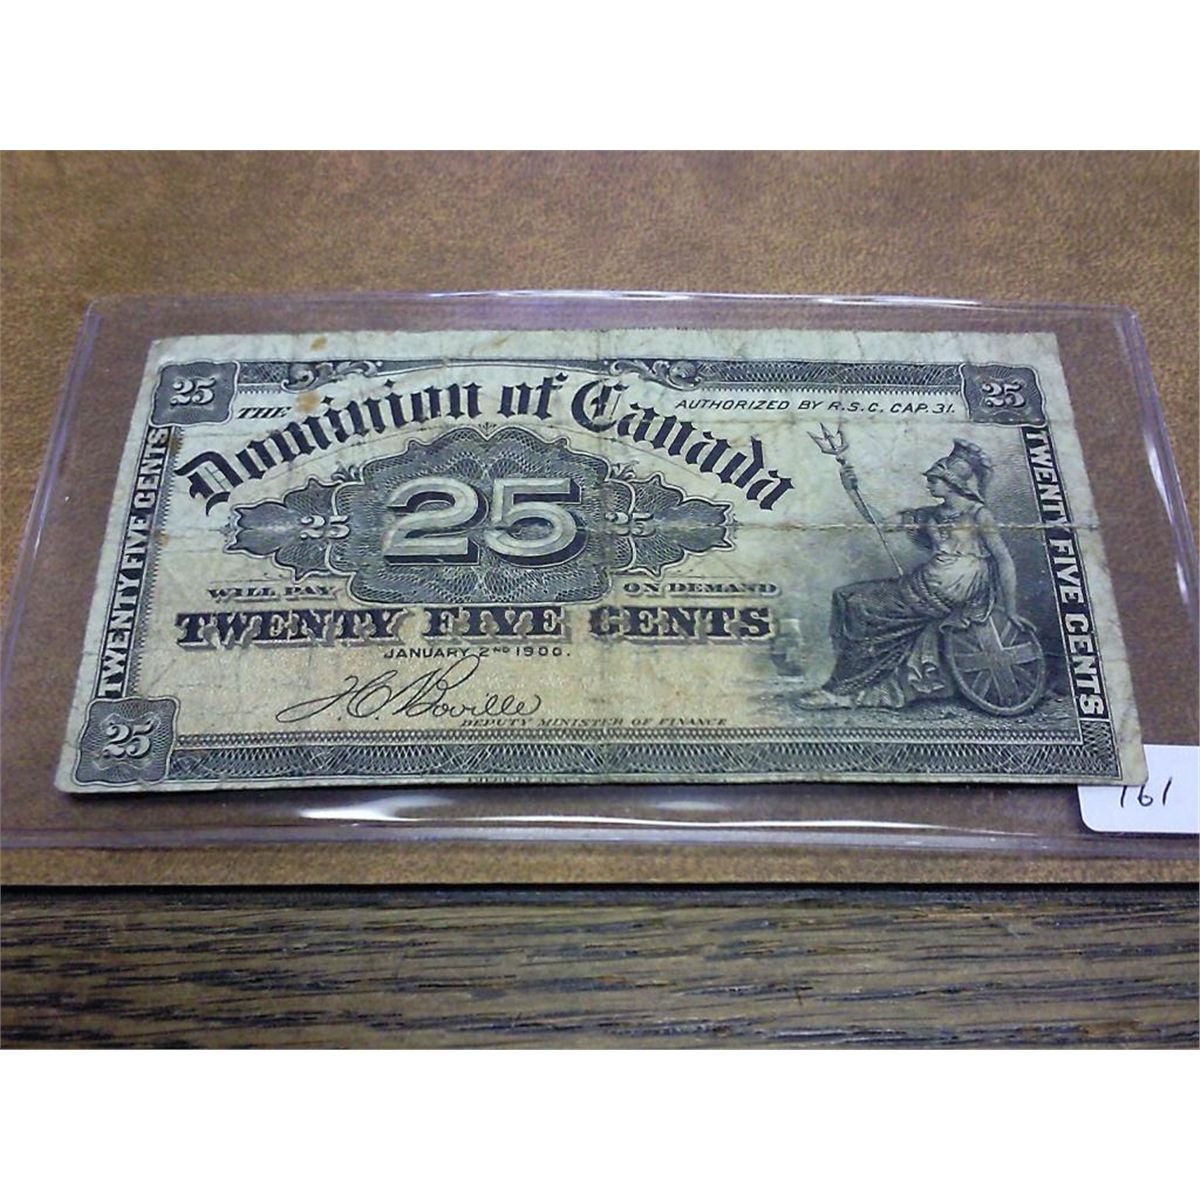 25
25
THE Dominion of Canada
AUTHORIZED BY R.S.C. CAP. 31.
TWENTY FIVE CENTS
25
25
25
TWENTY FIVE CENTS
WILL PAY ON DEMAND
TWENTY FIVE CENTS
JANUARY 2ND 1900.
J.C. Boville
DEPUTY MINISTER OF FINANCE
25
161